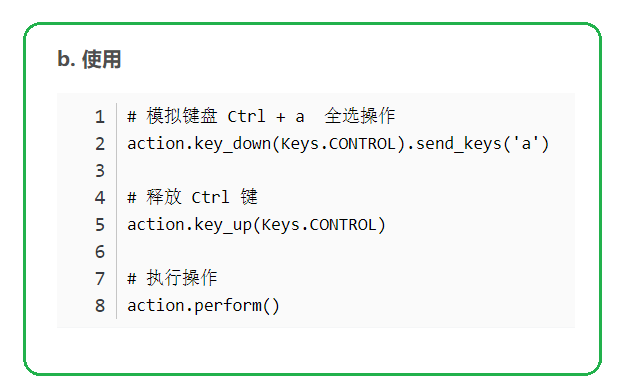 b. 使用
1 # 模拟键盘 Ctrl + a  全选操作
2 action.key_down(Keys.CONTROL).send_keys('a')
3
4 # 释放 Ctrl 键
5 action.key_up(Keys.CONTROL)
6
7 # 执行操作
8 action.perform()